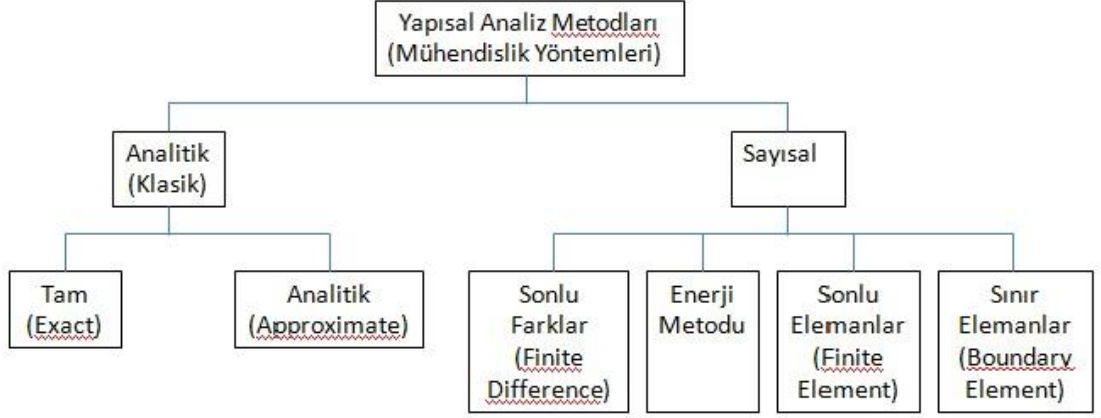 Yapısal Analiz Metodları
(Mühendislik Yöntemleri)
Analitik
(Klasik)
Sayısal
Tam
(Exact)
Analitik
(Approximate)
Sonlu
Farklar
(Finite
Difference)
Enerji
Metodu
Sonlu
Elemanlar
(Finite
Element)
Sınır
Elemanlar
(Boundary
Element)